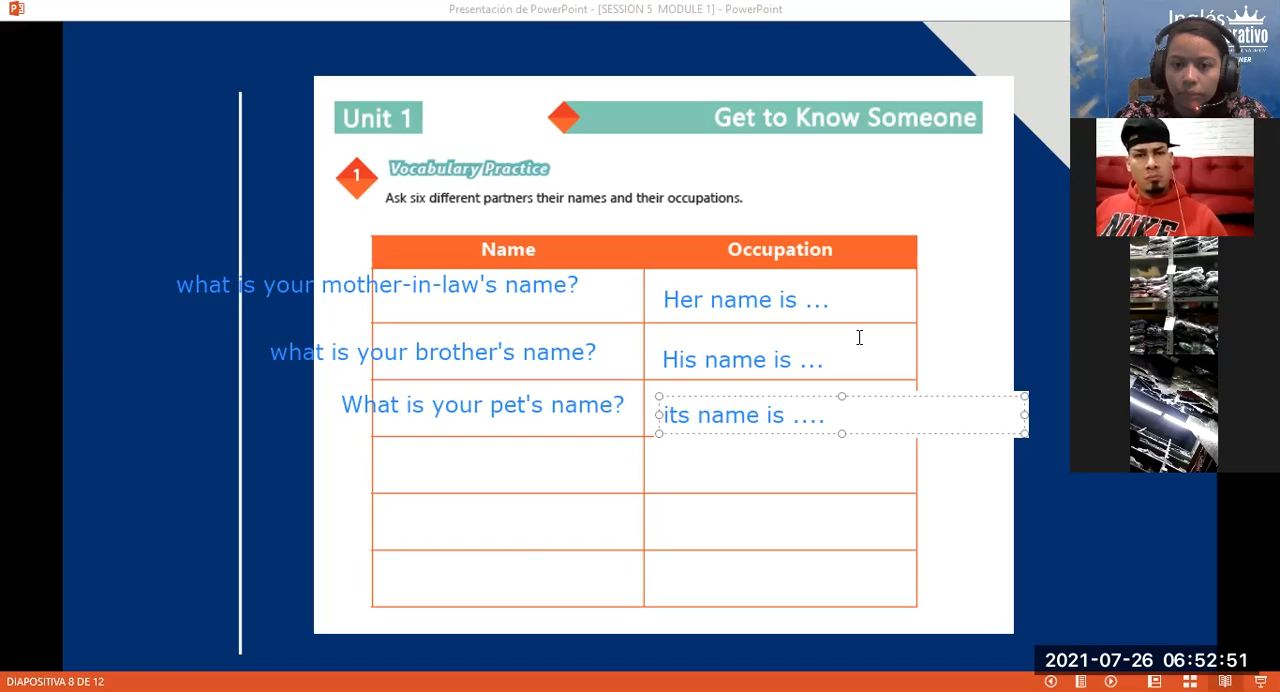 Presentación de PowerPoint - [SESSION 5 MODULE 1] - PowerPoint
Inglés
Unit 1
Get to Know Someone
1
Vocabulary Practice
Ask six different partners their names and their occupations.
Name
Occupation
what is your mother-in-law's name?
Her name is ...
what is your brother's name?
His name is ...
What is your pet's name?
its name is ....
NIKE
2021-07-26 06:52:51
DIAPOSITIVA 8 DE 12